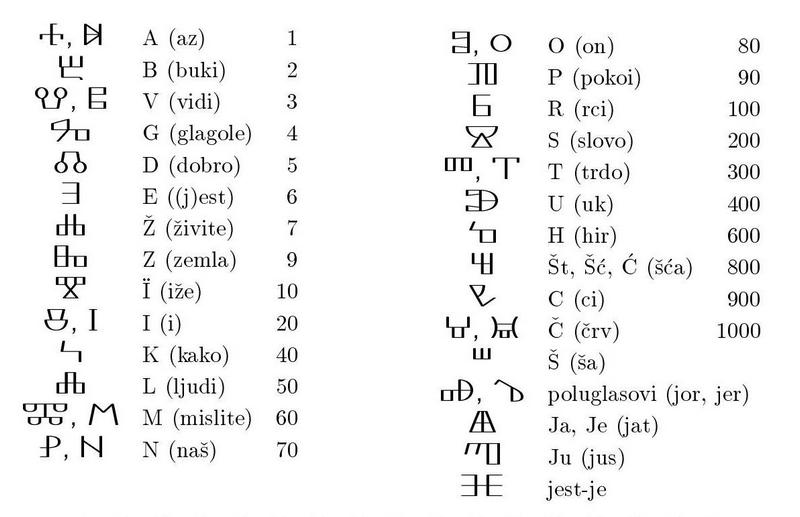 Ⰰ, A (az) 1
Ⰱ B (buki) 2
Ⰲ, V (vidi) 3
Ⰳ G (glagole) 4
Ⰴ D (dobro) 5
Ⰵ E ((j)est) 6
Ⰶ Ž (živite) 7
Ⰸ Z (zemla) 9
Ⰹ Ï (iže) 10
Ⰻ, I I (i) 20
Ⰽ K (kako) 40
Ⰾ L (ljudi) 50
Ⰿ, M M (mislite) 60
Ⱀ, N N (naš) 70
Ⱁ, O O (on) 80
Ⱂ P (pokoi) 90
Ⱃ R (rci) 100
Ⱄ S (slovo) 200
Ⱅ, T T (trdo) 300
Ⱆ U (uk) 400
Ⱈ H (hir) 600
Ⱋ Št, Šć, Ć (šća) 800
Ⱌ C (ci) 900
Ⱍ, Č (črv) 1000
Ⱎ Š (ša)
poluglasovi (jor, jer)
Ⱑ Ja, Je (jat)
Ⱓ Ju (jus)
jest-je